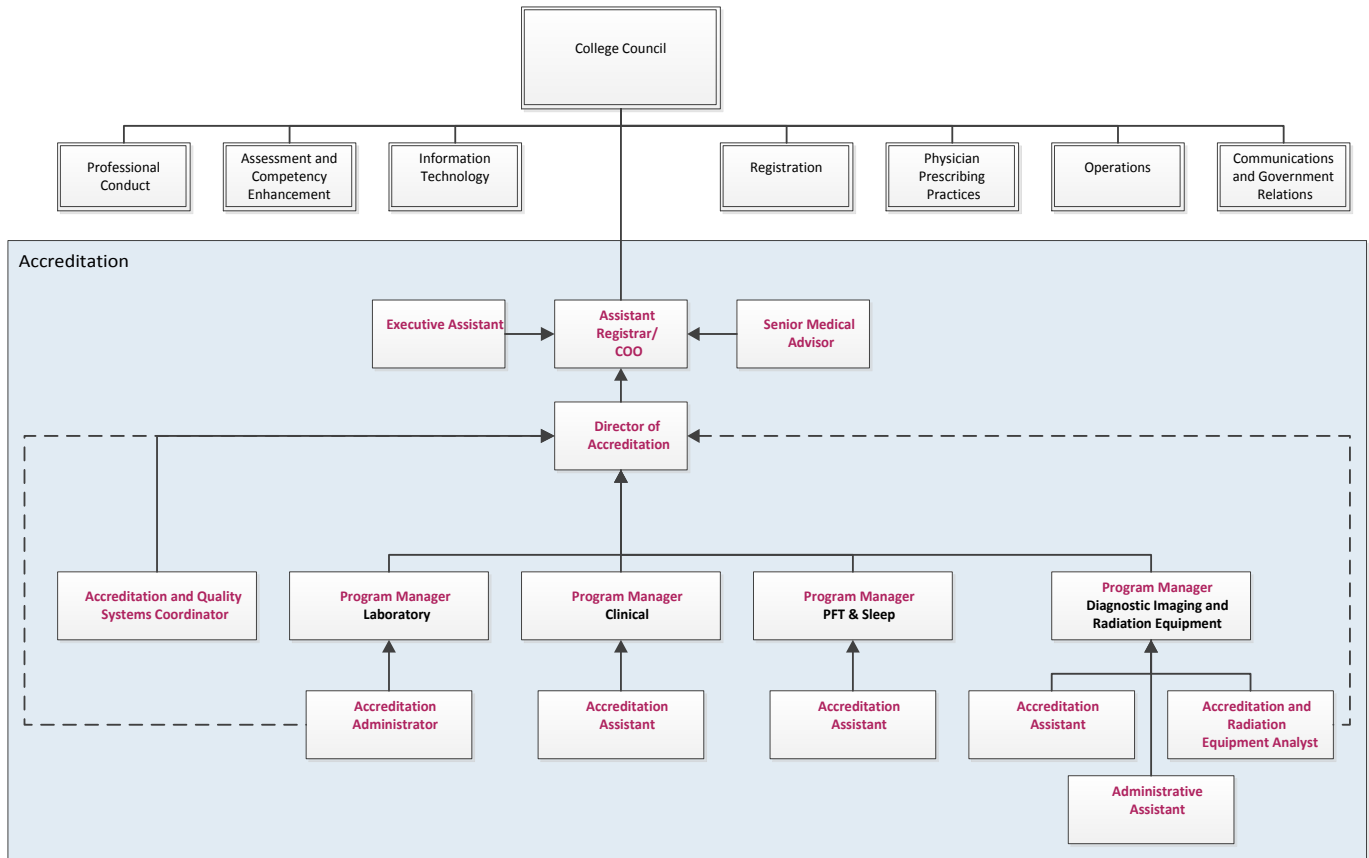 College Council
Professional
Conduct
Assessment and
Competency
Enhancement
Information
Technology
Registration
Physician
Prescribing
Practices
Operations
Communications
and Government
Relations
Accreditation
Executive Assistant
Assistant
Registrar/
COO
Senior Medical
Advisor
Director of
Accreditation
Accreditation and Quality
Systems Coordinator
Program Manager
Laboratory
Program Manager
Clinical
Program Manager
PFT & Sleep
Program Manager
Diagnostic Imaging and
Radiation Equipment
Accreditation
Administrator
Accreditation
Assistant
Accreditation
Assistant
Accreditation
Assistant
Accreditation and
Radiation
Equipment Analyst
Administrative
Assistant